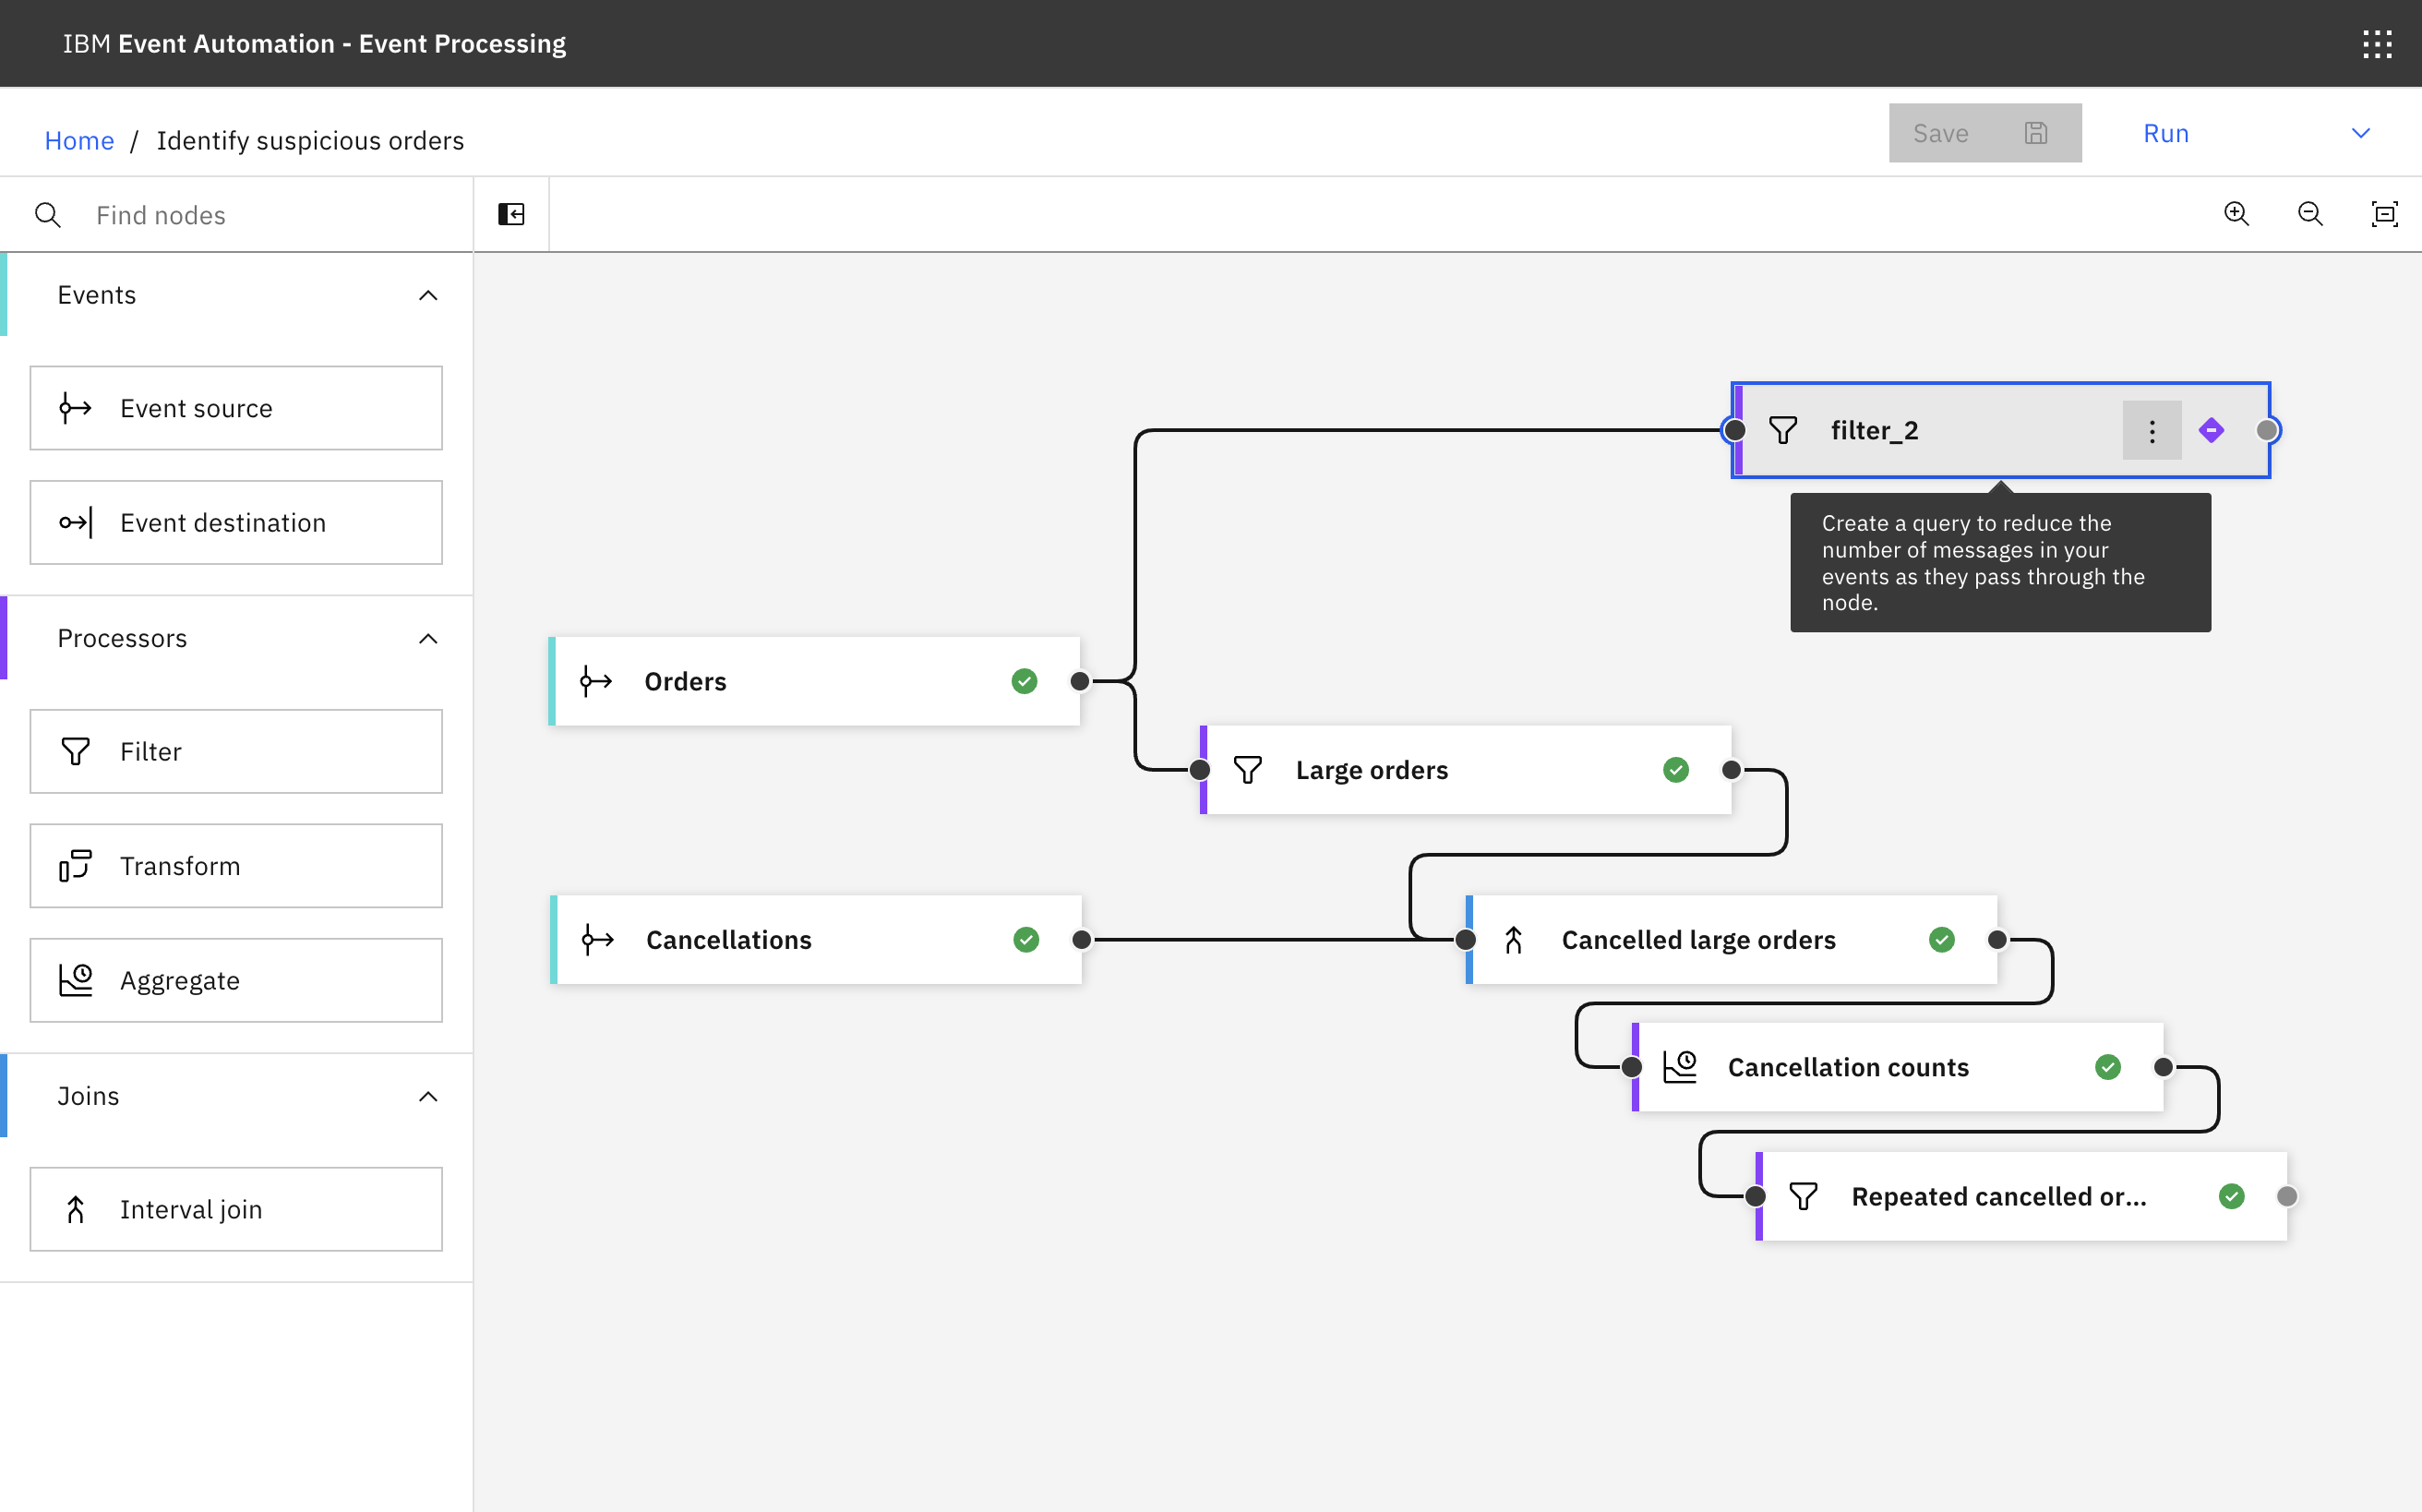 IBM Event Automation - Event Processing
Home / Identify suspicious orders
Save
Run
Find nodes
Events
Event source
Event destination
Processors
Filter
Transform
Aggregate
Joins
Interval join
filter_2
Create a query to reduce the
number of messages in your
events as they pass through the
node.
Orders
Large orders
Cancellations
Cancelled large orders
Cancellation counts
Repeated cancelled or...